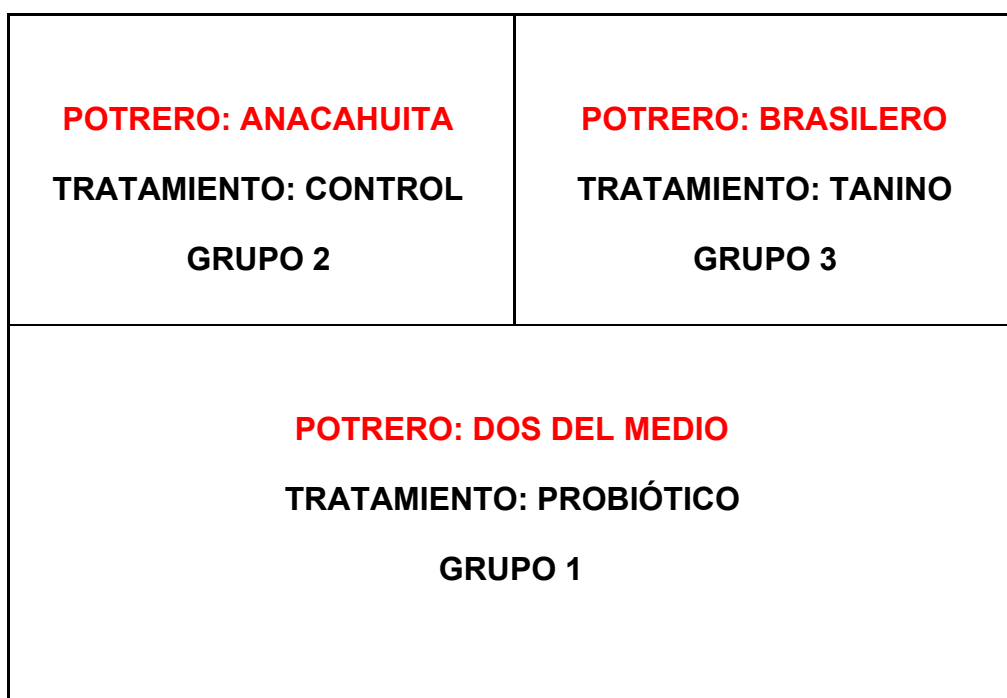 POTRERO: ANACAHUITA
TRATAMIENTO: CONTROL
GRUPO 2
POTRERO: BRASILERO
TRATAMIENTO: TANINO
GRUPO 3
POTRERO: DOS DEL MEDIO
TRATAMIENTO: PROBIÓTICO
GRUPO 1